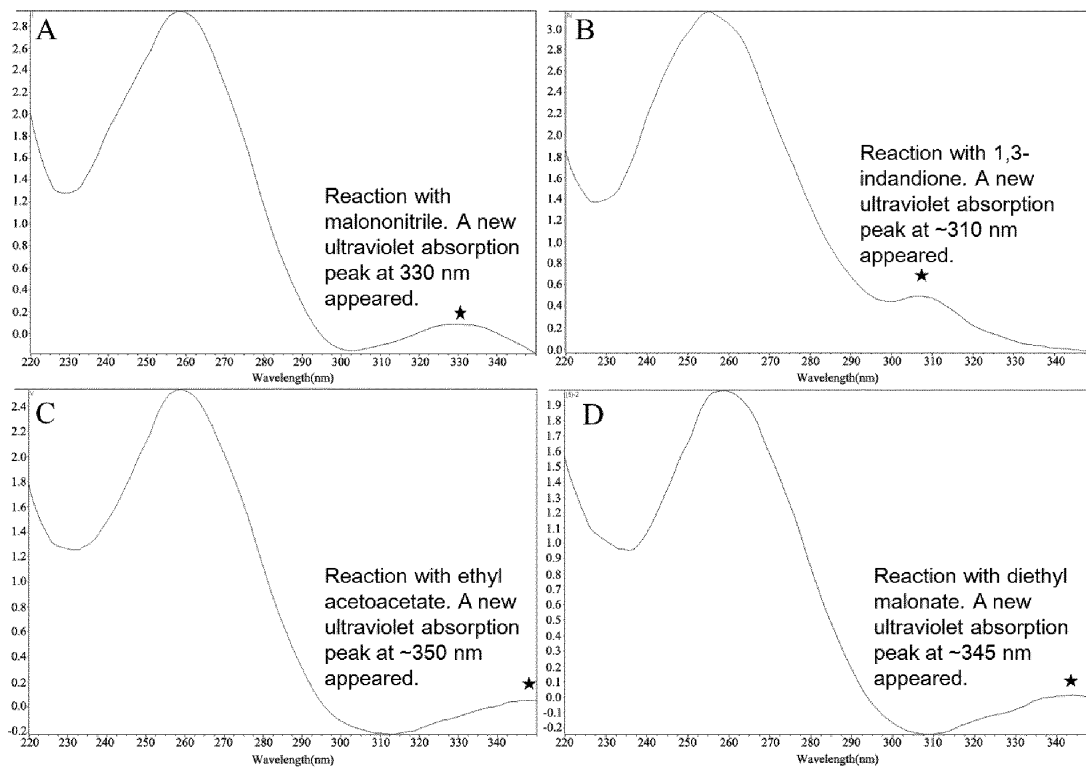 A
2.8
2.6
2.4
2.2
2.0
1.8
1.6
1.4
1.2
1.0
0.8
0.6
0.4
0.2
0.0
Reaction with
malononitrile. A new
ultraviolet absorption
peak at 330 nm
appeared.
★
220 230 240 250 260 270 280 290 300 310 320 330 340
Wavelength(nm)
B
3.0
2.8
2.6
2.4
2.2
2.0
1.8
1.6
1.4
1.2
1.0
0.8
0.6
0.4
0.2
0.0
Reaction with 1,3-
indandione. A new
ultraviolet absorption
peak at ~310 nm
appeared.
★
220 230 240 250 260 270 280 290 300 310 320 330 340
Wavelength(nm)
C
2.4
2.2
2.0
1.8
1.6
1.4
1.2
1.0
0.8
0.6
0.4
0.2
0.0
-0.2
Reaction with ethyl
acetoacetate. A new
ultraviolet absorption
peak at ~350 nm
appeared.
★
220 230 240 250 260 270 280 290 300 310 320 330 340
Wavelength(nm)
D
1.9
1.8
1.7
1.6
1.5
1.4
1.3
1.2
1.1
1.0
0.9
0.8
0.7
0.6
0.5
0.4
0.3
0.2
0.1
0.0
-0.1
-0.2
Reaction with diethyl
malonate. A new
ultraviolet absorption
peak at ~345 nm
appeared.
★
220 230 240 250 260 270 280 290 300 310 320 330 340
Wavelength(nm)